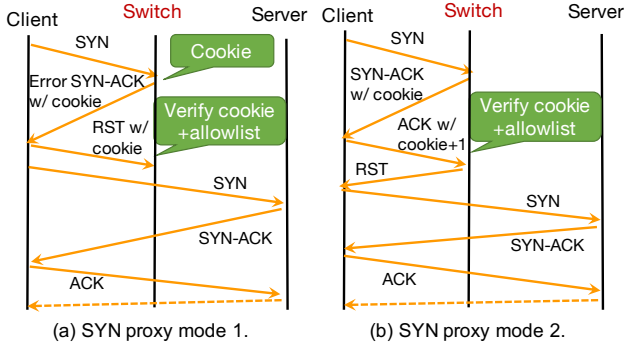 Client
Switch
Server
SYN
Cookie
Error SYN-ACK
w/ cookie
RST w/
cookie
Verify cookie
+allowlist
SYN
SYN-ACK
ACK
(a) SYN proxy mode 1.
Client
Switch
Server
SYN
SYN-ACK
w/ cookie
Verify cookie
+allowlist
ACK w/
cookie+1
RST
SYN
SYN-ACK
ACK
(b) SYN proxy mode 2.